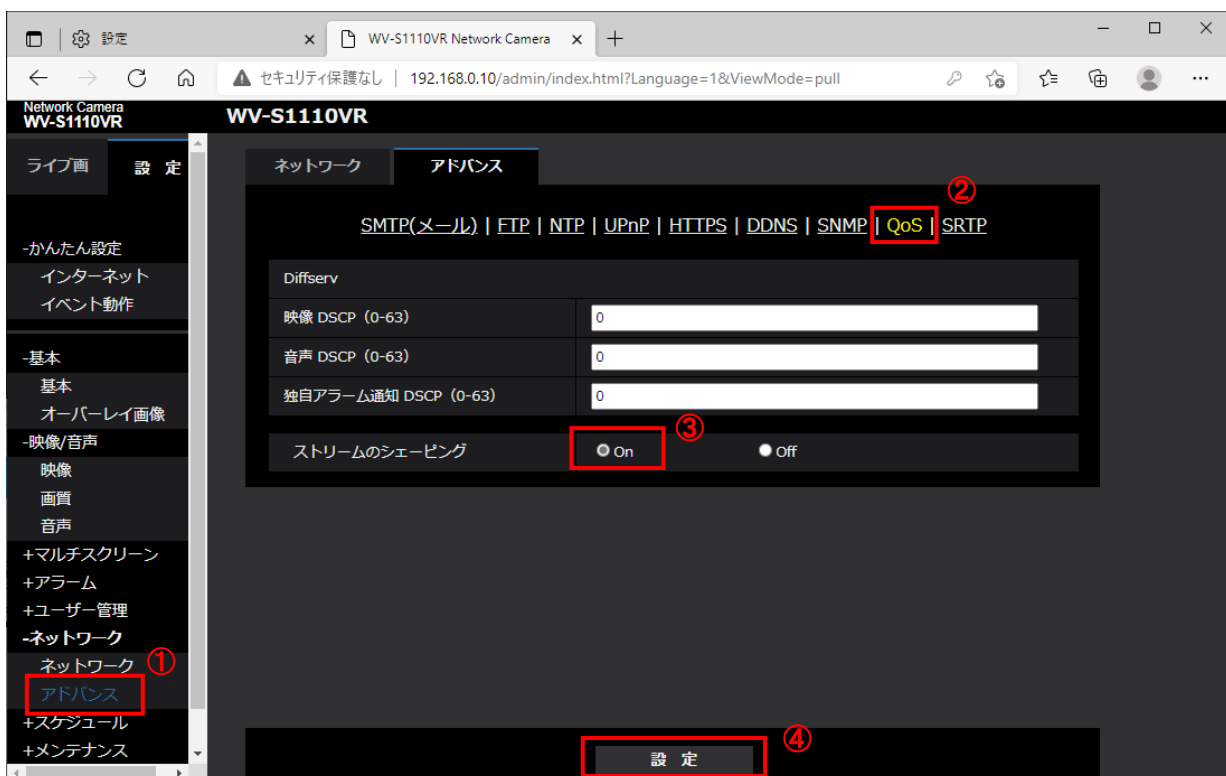 設定
WV-S1110VR Network Camera
セキュリティ保護なし | 192.168.0.10/admin/index.html?Language=1&ViewMode=pull
Network Camera
WV-S1110VR
WV-S1110VR
ライブ画 設 定
ネットワーク アドバンス
②
SMTP(メール) | FTP | NTP | UPnP | HTTPS | DDNS | SNMP | QoS | SRTP
-かんたん設定
インターネット
イベント動作
-基本
基本
オーバーレイ画像
-映像/音声
映像
画質
音声
+マルチスクリーン
+アラーム
+ユーザー管理
-ネットワーク
ネットワーク ①
アドバンス
+スケジュール
+メンテナンス
Diffserv
映像 DSCP（0-63） 0
音声 DSCP（0-63） 0
独自アラーム通知 DSCP（0-63） 0
③
ストリームのシェーピング On Off
④
設 定